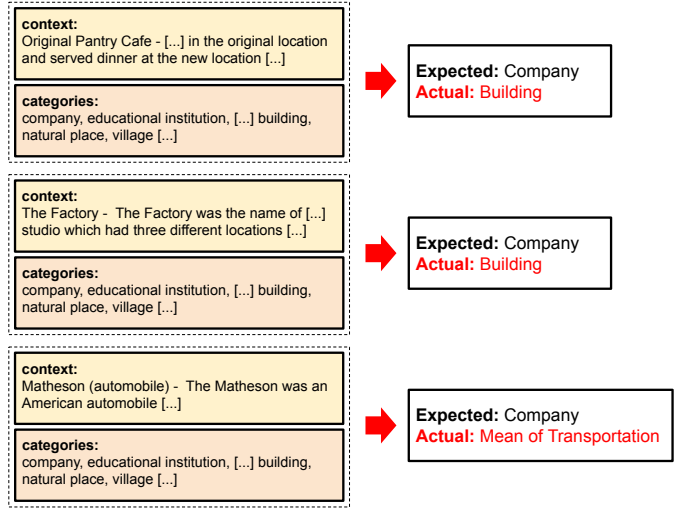 context:
Original Pantry Cafe - [...] in the original location
and served dinner at the new location [...]
categories:
company, educational institution, [...] building,
natural place, village [...]
Expected: Company
Actual: Building
context:
The Factory -  The Factory was the name of [...]
studio which had three different locations [...]
categories:
company, educational institution, [...] building,
natural place, village [...]
Expected: Company
Actual: Building
context:
Matheson (automobile) -  The Matheson was an
American automobile [...]
categories:
company, educational institution, [...] building,
natural place, village [...]
Expected: Company
Actual: Mean of Transportation